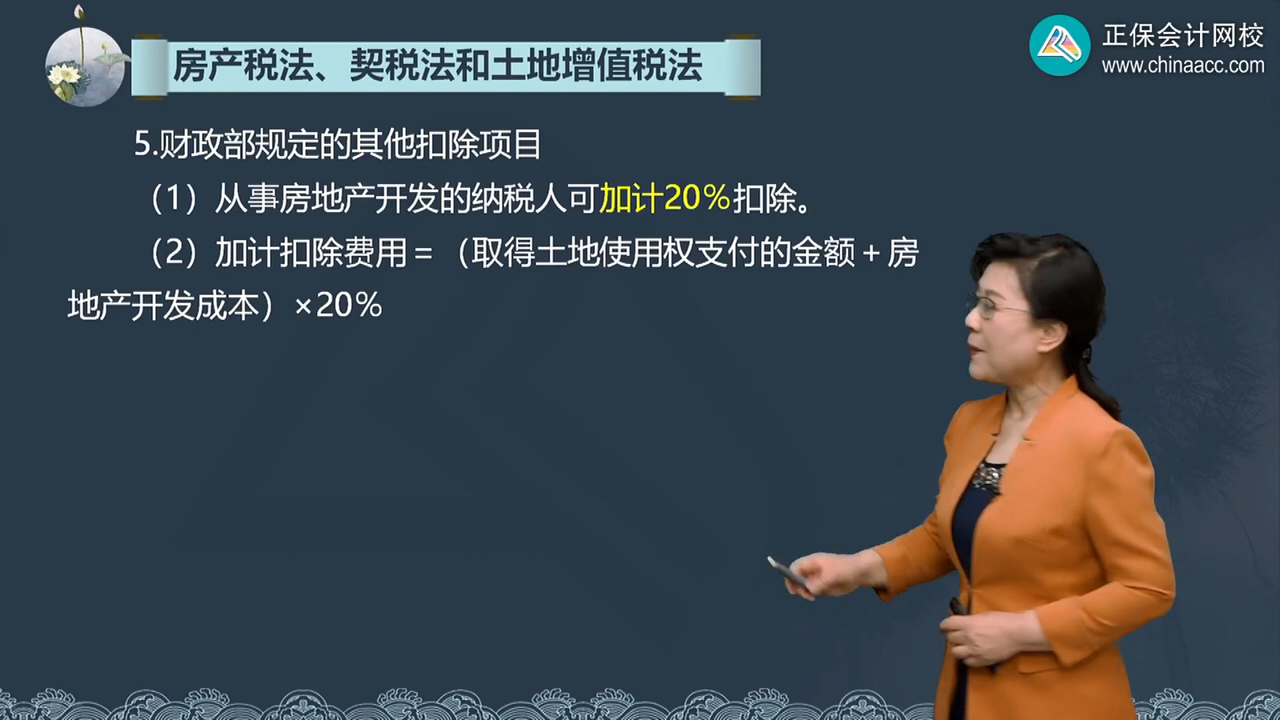 房产税法、契税法和土地增值税法
正保会计网校
www.chinaacc.com
5.财政部规定的其他扣除项目
（1）从事房地产开发的纳税人可加计20%扣除。
（2）加计扣除费用＝（取得土地使用权支付的金额＋房
地产开发成本）×20%